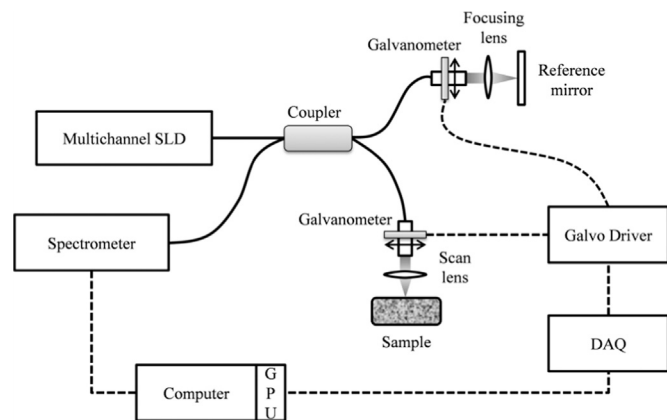 Focusing
lens
Galvanometer
Reference
mirror
Coupler
Multichannel SLD
Galvanometer
Spectrometer
Galvo Driver
Scan
lens
Sample
DAQ
Computer
G
P
U